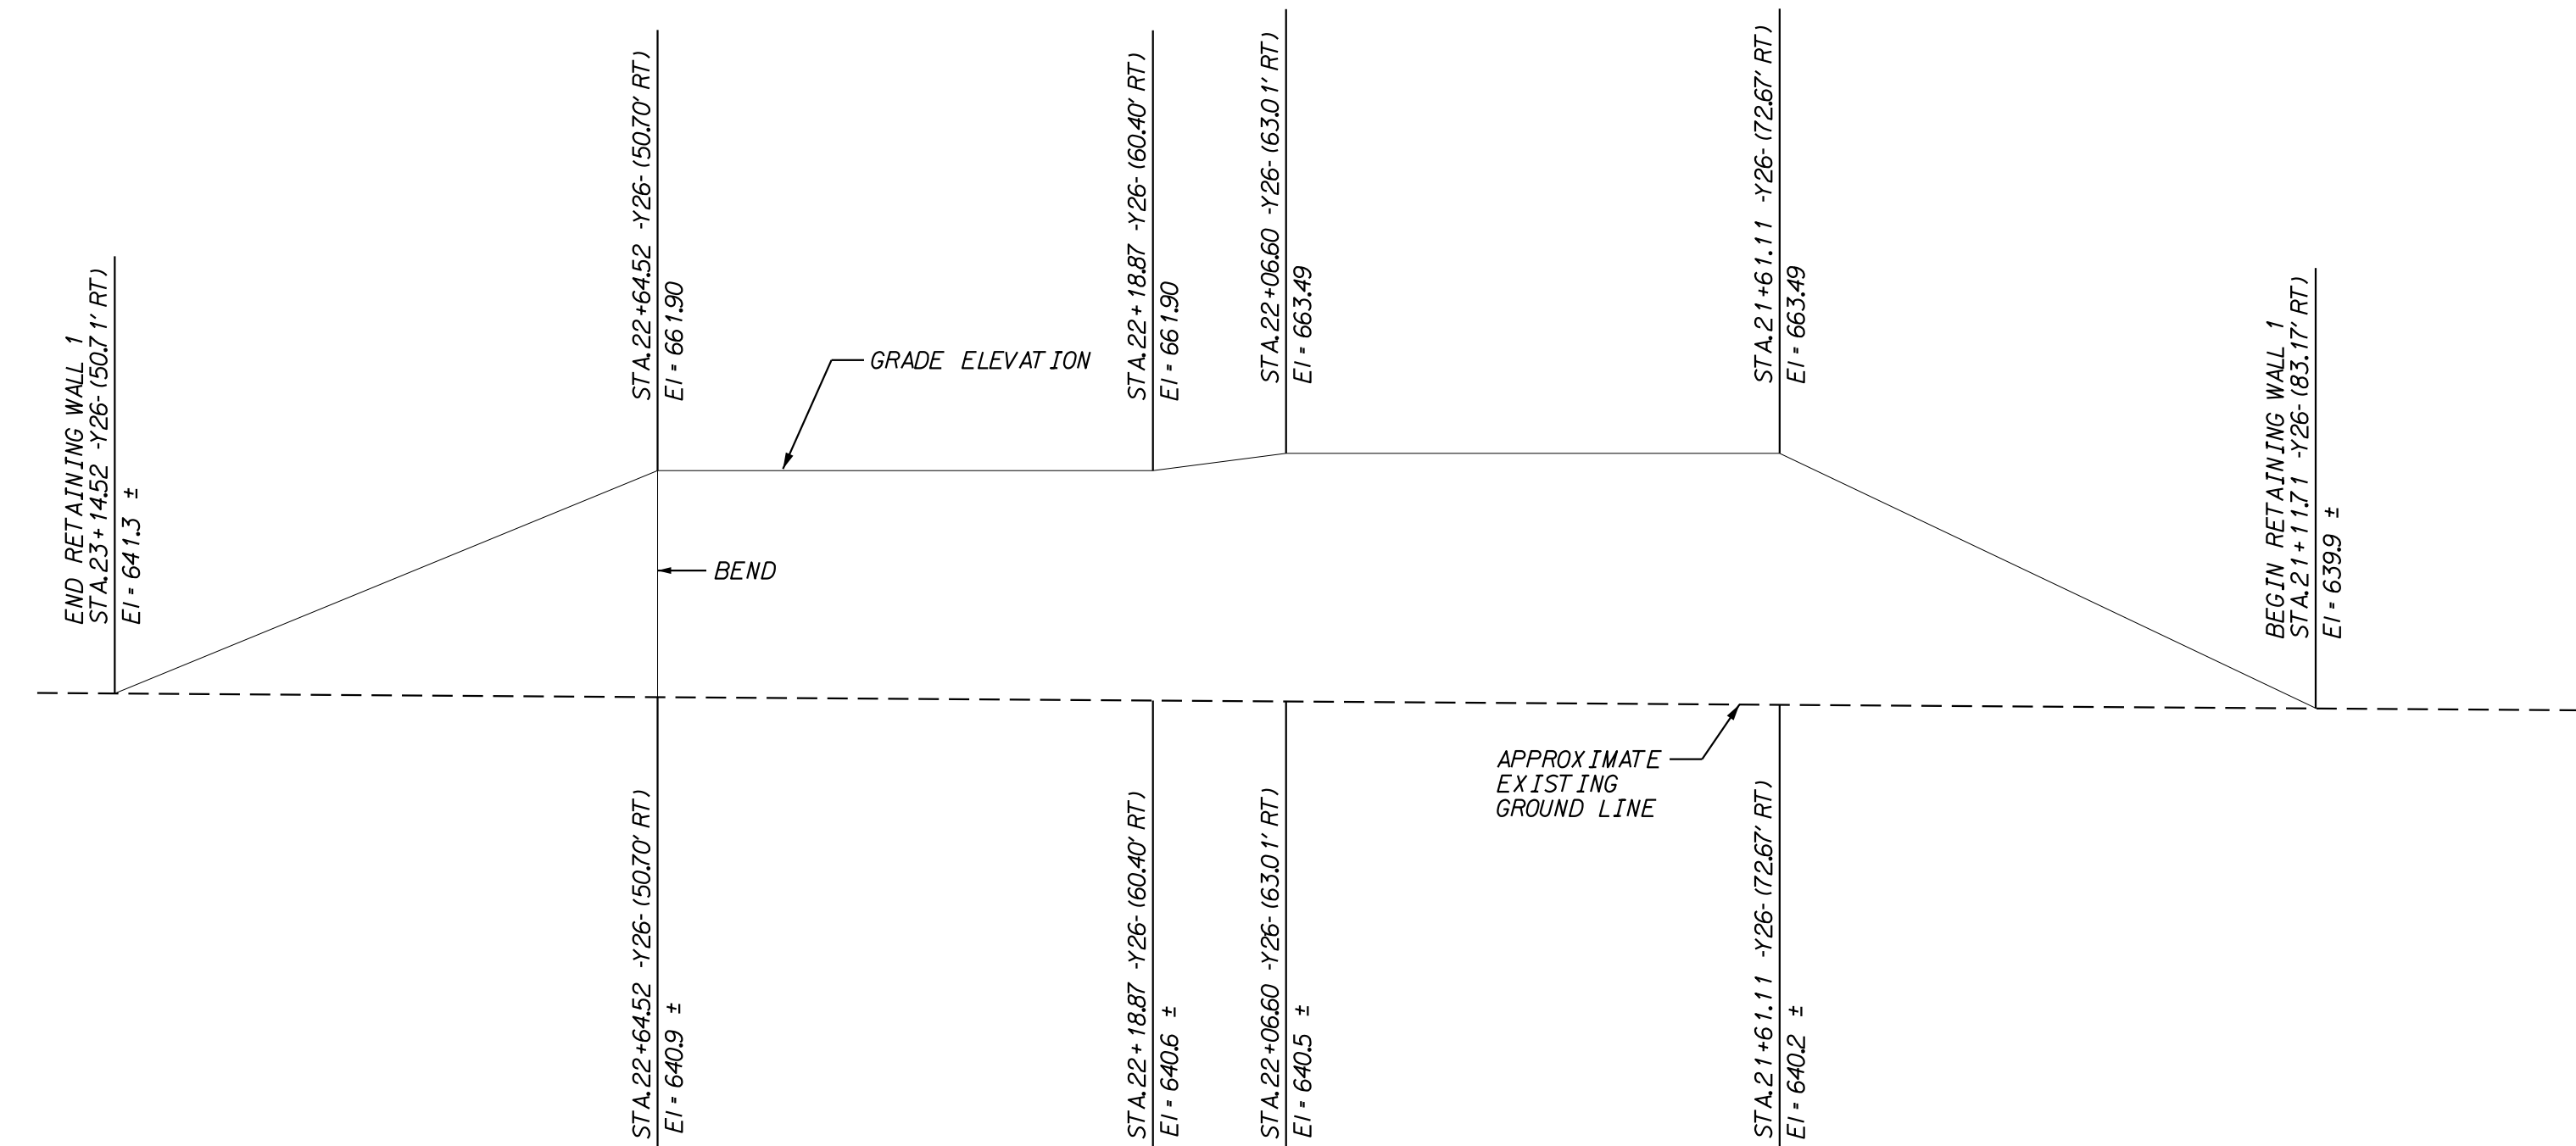 END RETAINING WALL 1
STA. 23+14.52 -Y26- (50.71' RT)
El = 641.3 ±
STA. 22+64.52 -Y26- (50.70' RT)
El = 661.90
STA. 22+18.87 -Y26- (60.40' RT)
El = 661.90
STA. 22+06.60 -Y26- (63.01' RT)
El = 663.49
STA. 21+61.11 -Y26- (72.67' RT)
El = 663.49
BEGIN RETAINING WALL 1
STA. 21+11.71 -Y26- (83.17' RT)
El = 639.9 ±
GRADE ELEVATION
BEND
APPROXIMATE
EXISTING
GROUND LINE
STA. 22+64.52 -Y26- (50.70' RT)
El = 640.9 ±
STA. 22+18.87 -Y26- (60.40' RT)
El = 640.6 ±
STA. 22+06.60 -Y26- (63.01' RT)
El = 640.5 ±
STA. 21+61.11 -Y26- (72.67' RT)
El = 640.2 ±